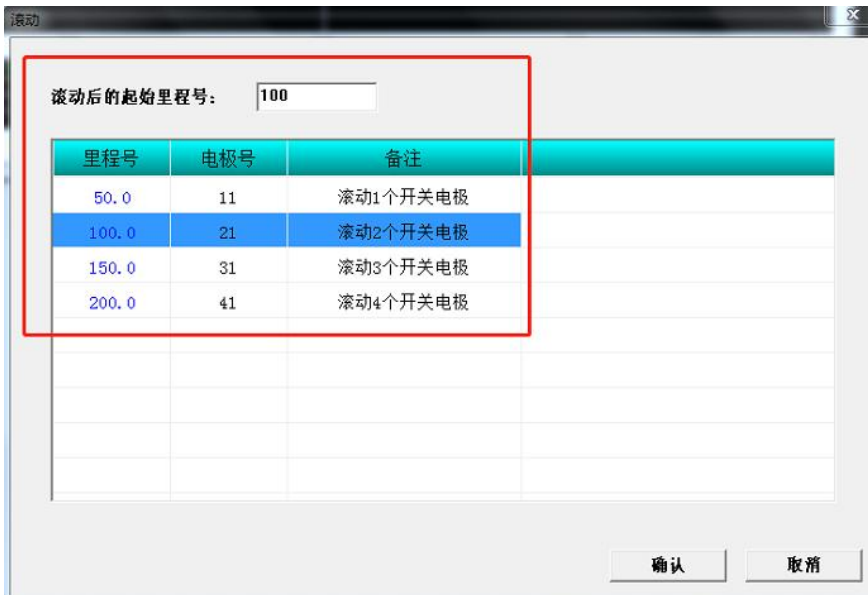 滚动
滚动后的起始里程号： 100
里程号 电极号 备注
50.0 11 滚动1个开关电极
100.0 21 滚动2个开关电极
150.0 31 滚动3个开关电极
200.0 41 滚动4个开关电极
确认 取消